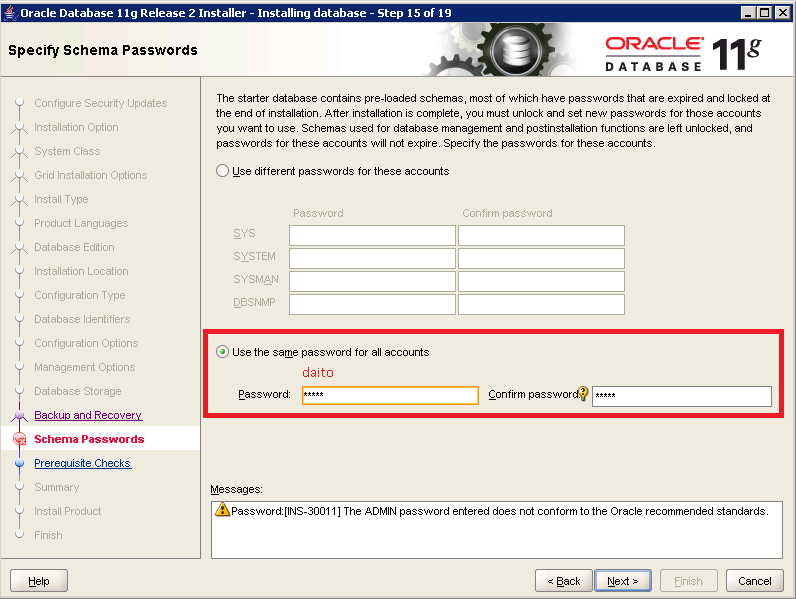 Oracle Database 11g Release 2 Installer - Installing database - Step 15 of 19
Specify Schema Passwords
ORACLE
DATABASE 11g
Configure Security Updates
Installation Option
System Class
Grid Installation Options
Install Type
Product Languages
Database Edition
Installation Location
Configuration Type
Database Identifiers
Configuration Options
Management Options
Database Storage
Backup and Recovery
Schema Passwords
Prerequisite Checks
Summary
Install Product
Finish
The starter database contains pre-loaded schemas, most of which have passwords that are expired and locked at
the end of installation. After installation is complete, you must unlock and set new passwords for those accounts
you want to use. Schemas used for database management and postinstallation functions are left unlocked, and
passwords for these accounts will not expire. Specify the passwords for these accounts.
Use different passwords for these accounts
Password Confirm password
SYS
SYSTEM
SYSMAN
DBSNMP
Use the same password for all accounts
daito
Password: ***** Confirm password: *****
Messages:
Password:[INS-30011] The ADMIN password entered does not conform to the Oracle recommended standards.
Help < Back Next > Finish Cancel